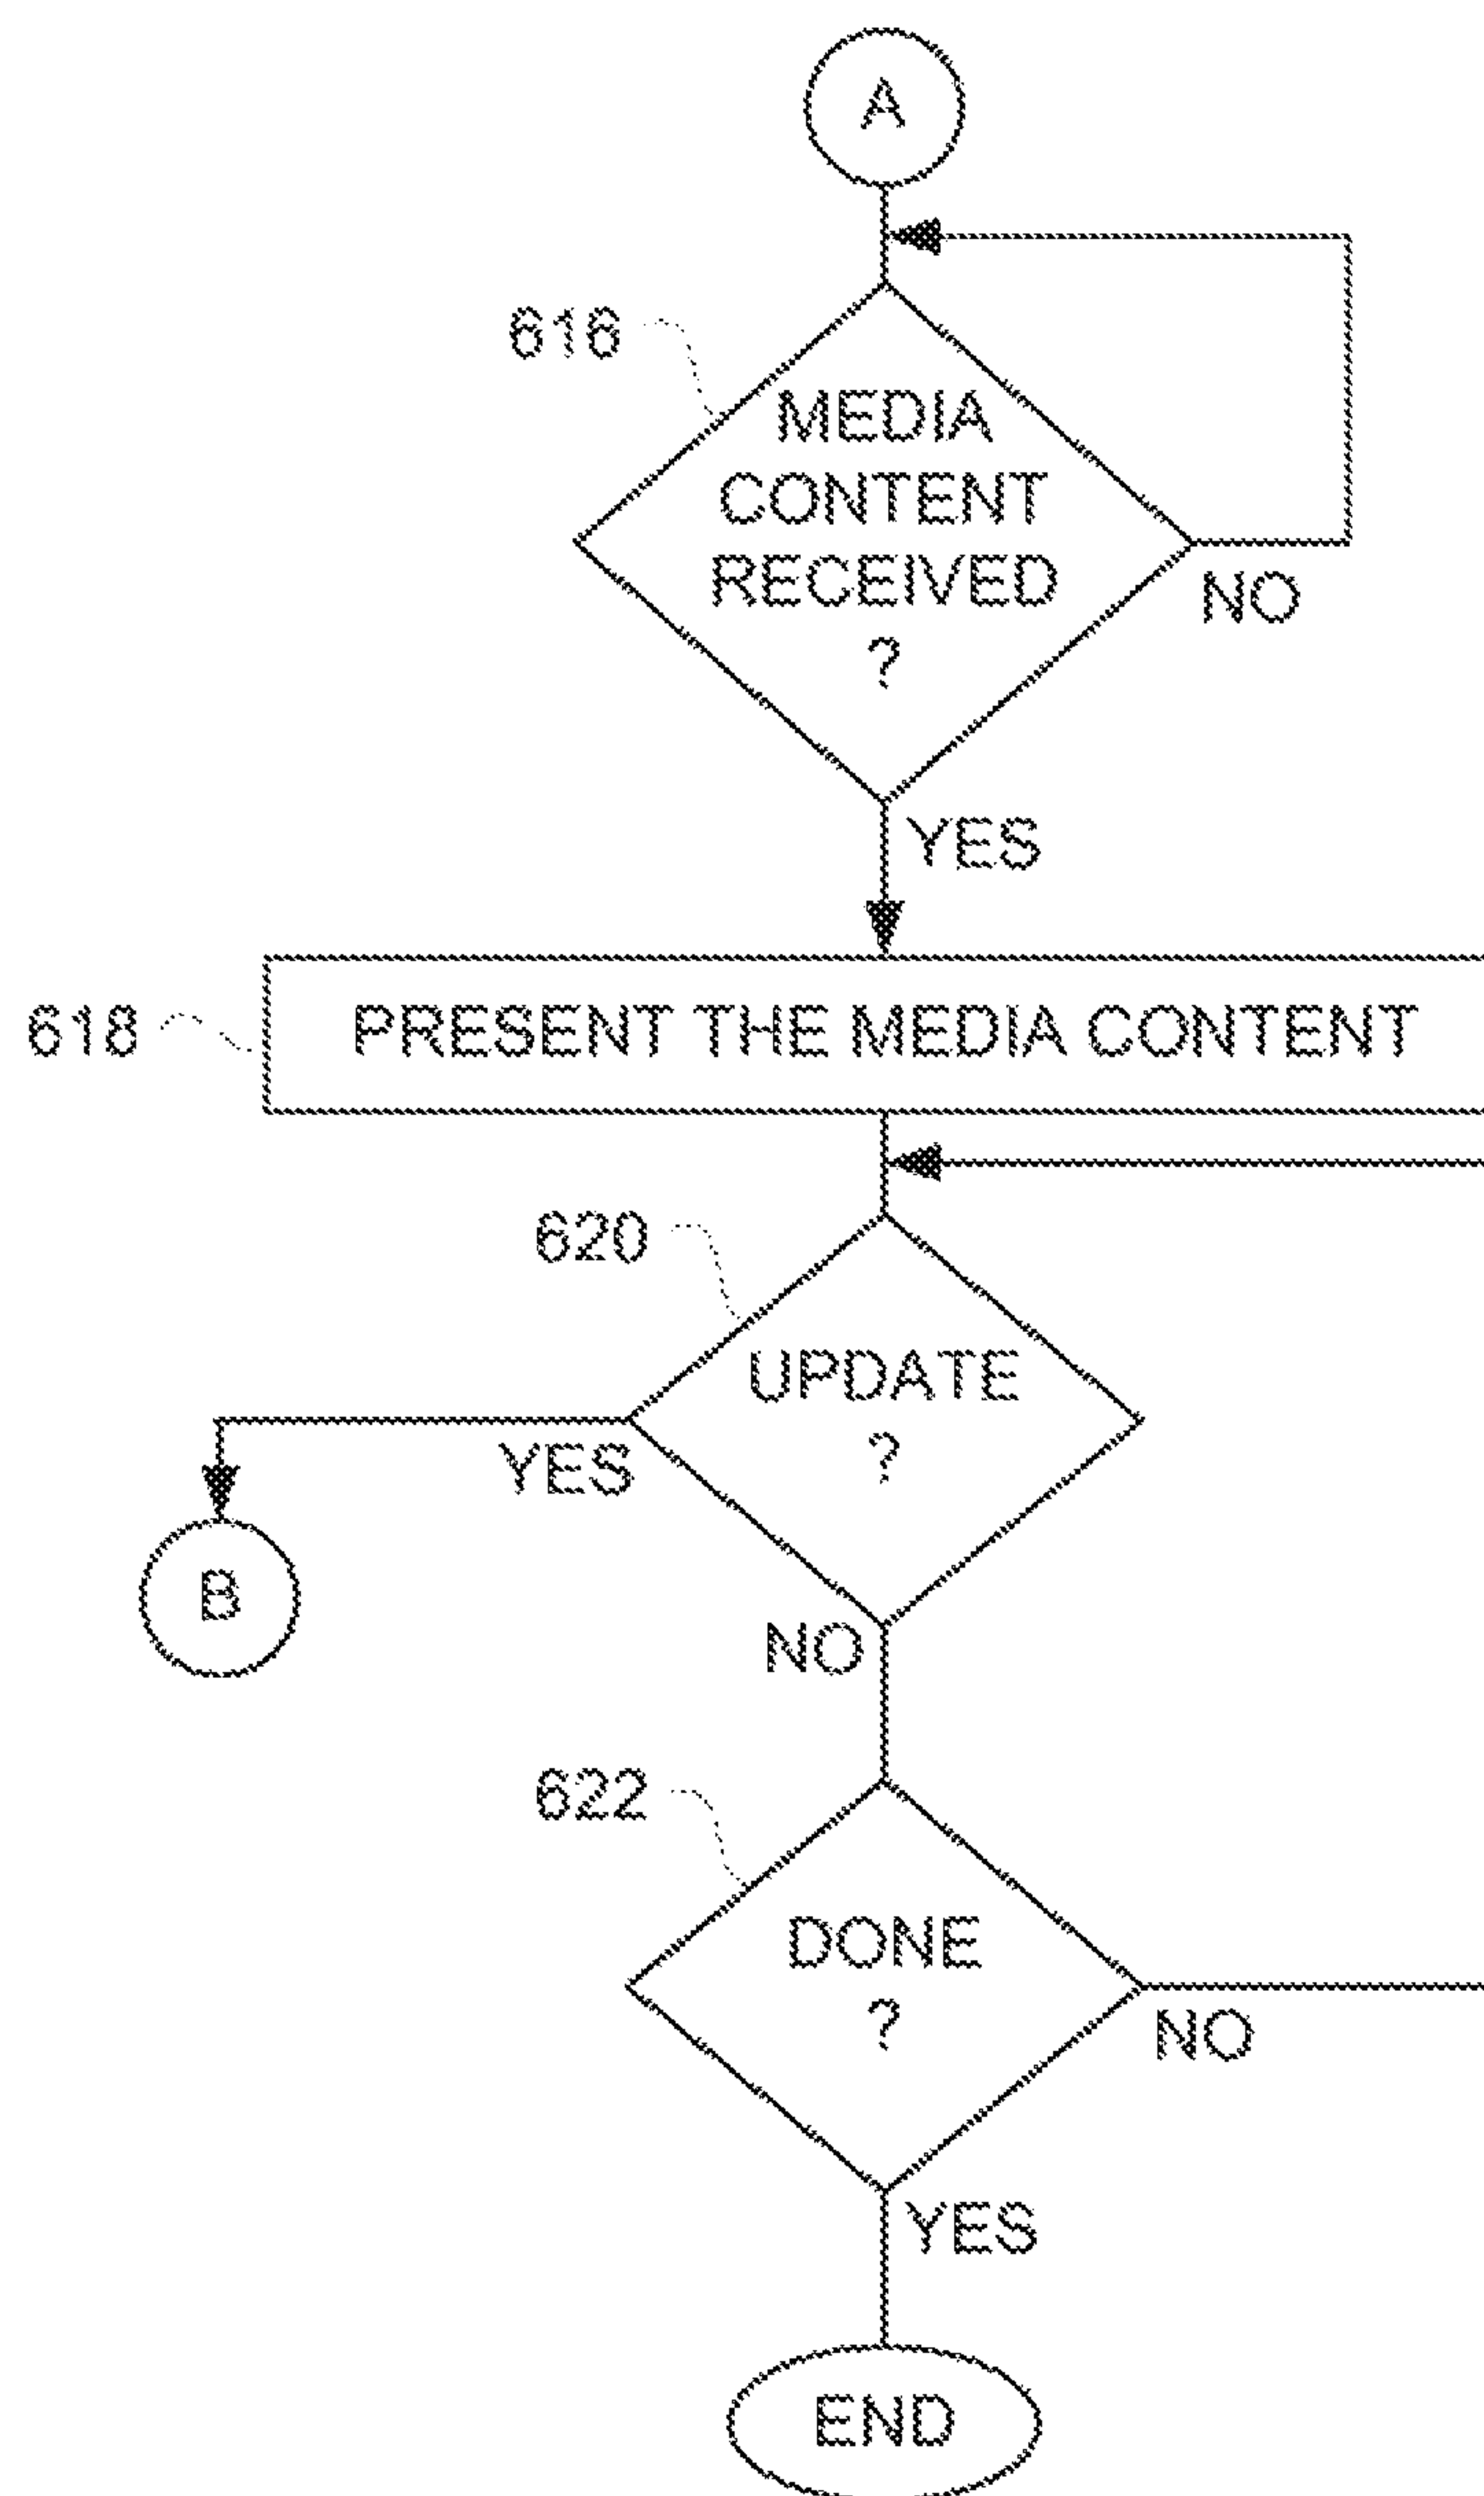 A
616
MEDIA
CONTENT
RECEIVED
?
NO
YES
618
PRESENT THE MEDIA CONTENT
620
UPDATE
?
YES
B
NO
622
DONE
?
NO
YES
END